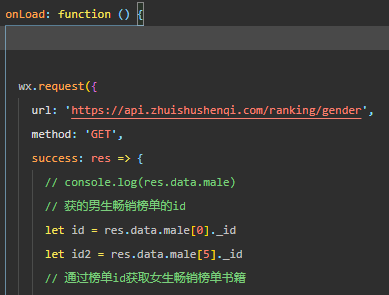 onLoad: function () {
wx.request({
url: 'https://api.zhuishushenqi.com/ranking/gender',
method: 'GET',
success: res => {
// console.log(res.data.male)
// 获的男生畅销榜单的id
let id = res.data.male[0]._id
let id2 = res.data.male[5]._id
// 通过榜单id获取女生畅销榜单书籍